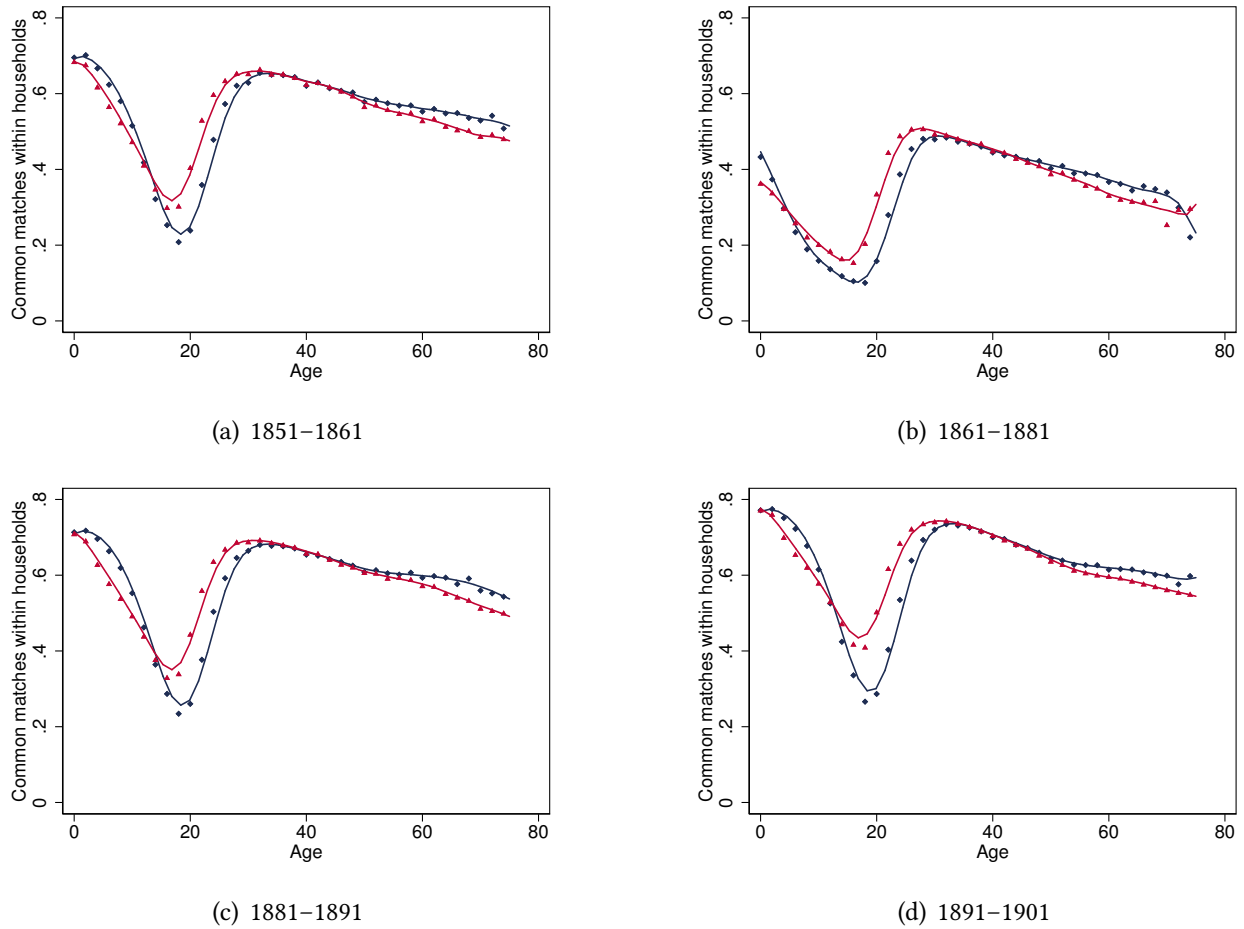 Common matches within households
0 .2 .4 .6 .8
0 20 40 60 80
Age
(a) 1851–1861
Common matches within households
0 .2 .4 .6 .8
0 20 40 60 80
Age
(b) 1861–1881
Common matches within households
0 .2 .4 .6 .8
0 20 40 60 80
Age
(c) 1881–1891
Common matches within households
0 .2 .4 .6 .8
0 20 40 60 80
Age
(d) 1891–1901